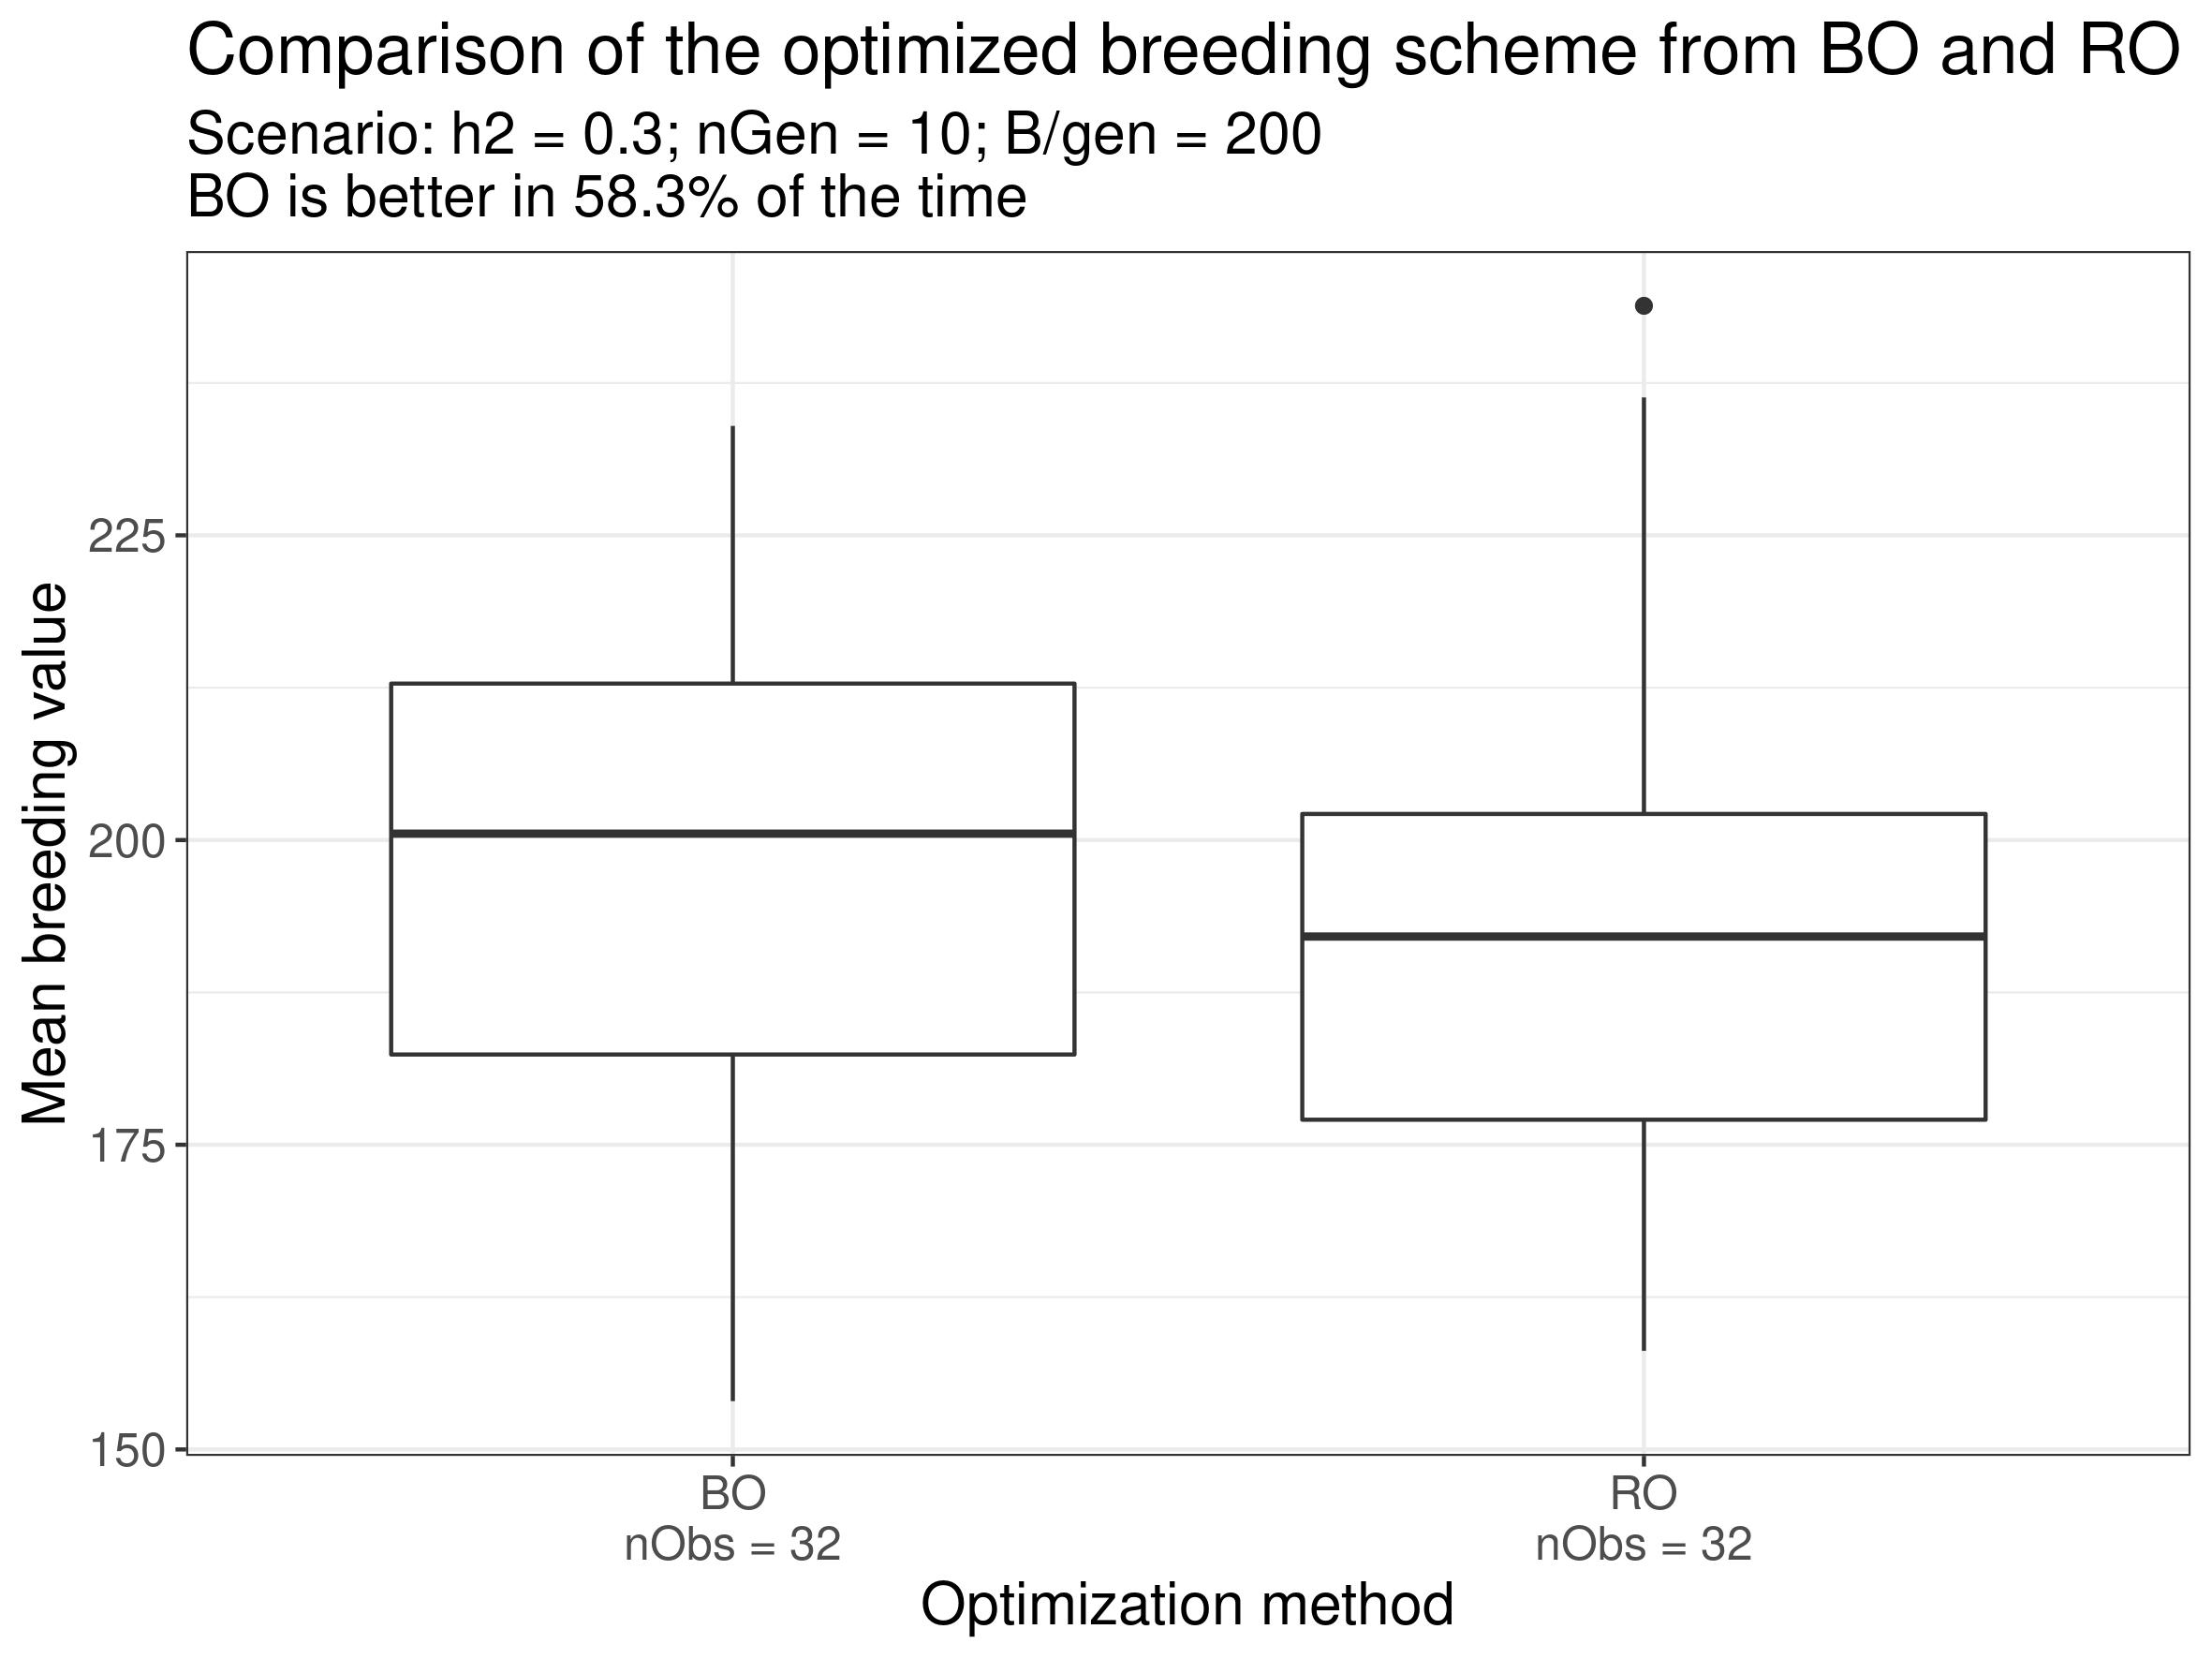 Comparison of the optimized breeding scheme from BO and RO
Scenario: h2 = 0.3; nGen = 10; B/gen = 200
BO is better in 58.3% of the time
Mean breeding value
225
200
175
150
BO
nObs = 32
RO
nObs = 32
Optimization method